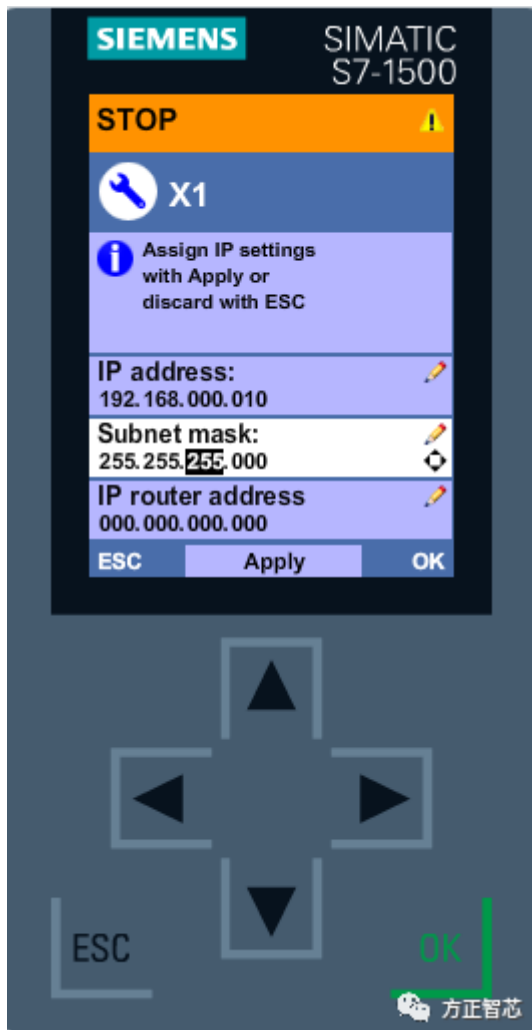 SIEMENS
SIMATIC
S7-1500
STOP
X1
Assign IP settings
with Apply or
discard with ESC
IP address:
192.168.000.010
Subnet mask:
255.255.255.000
IP router address
000.000.000.000
ESC Apply OK
ESC OK
方正智芯